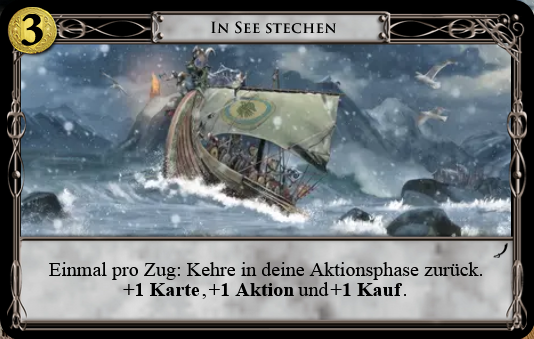 3
IN SEE STECHEN
Einmal pro Zug: Kehre in deine Aktionsphase zurück.
+1 Karte, +1 Aktion und +1 Kauf.